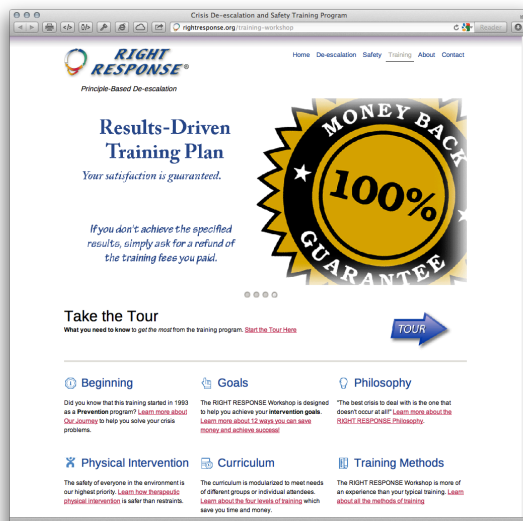 Crisis De-escalation and Safety Training Program
rightresponse.org/training-workshop
Reader
RIGHT
RESPONSE®
Principle-Based De-escalation
Home De-escalation Safety Training About Contact
Results-Driven
Training Plan
Your satisfaction is guaranteed.
If you don't achieve the specified
results, simply ask for a refund of
the training fees you paid.
MONEY BACK
100%
GUARANTEE
Take the Tour
What you need to know to get the most from the training program. Start the Tour Here
TOUR
Beginning
Did you know that this training started in 1993
as a Prevention program? Learn more about
Our Journey to help you solve your crisis
problems.
Goals
The RIGHT RESPONSE Workshop is designed
to help you achieve your intervention goals.
Learn more about 12 ways you can save
money and achieve success!
Philosophy
"The best crisis to deal with is the one that
doesn't occur at all!" Learn about the
RIGHT RESPONSE Philosophy.
Physical Intervention
The safety of everyone in the environment is
our highest priority. Learn how therapeutic
physical intervention is safer than restraints.
Curriculum
The curriculum is modularized to meet needs
of different groups or individual attendees.
Learn about the four levels of training which
save you time and money.
Training Methods
The RIGHT RESPONSE Workshop is more of
an experience than your typical training. Learn
about all the methods of training